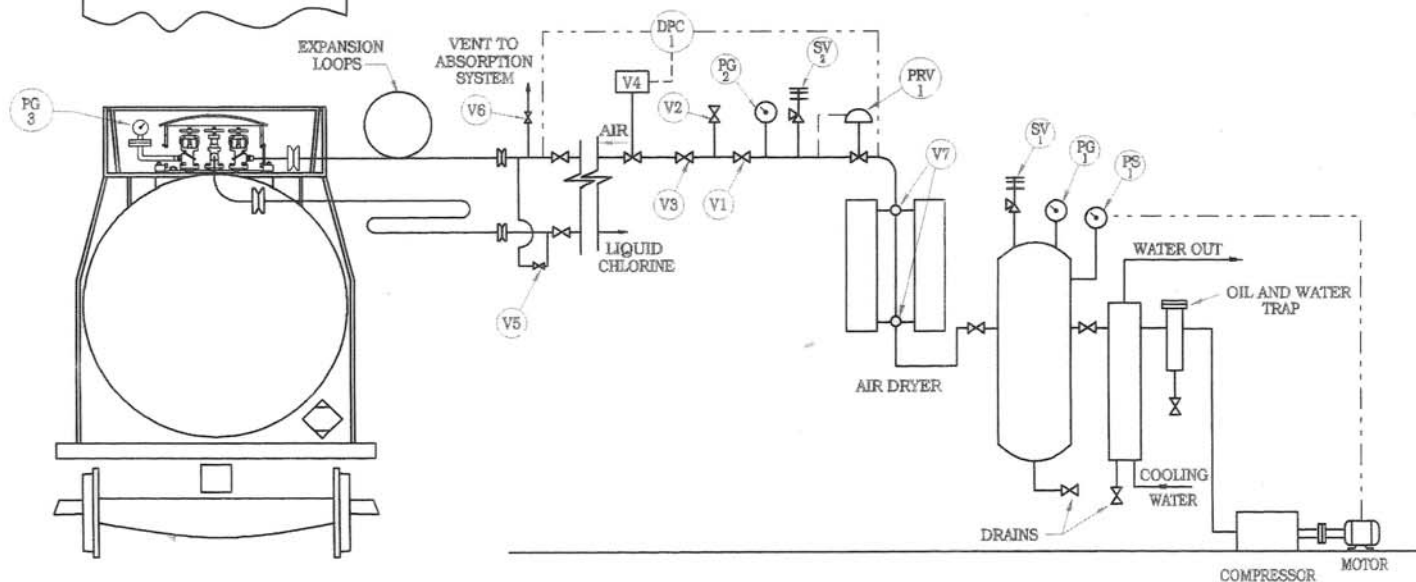 DPC
1
VENT TO
ABSORPTION
SYSTEM
EXPANSION
LOOPS
SV
2
PG
2
V4
PRV
1
PG
3
V6
V2
AIR
V7
SV
1
PG
1
PS
1
V3
V1
LIQUID
CHLORINE
WATER OUT
OIL AND WATER
TRAP
V5
AIR DRYER
COOLING
WATER
DRAINS
COMPRESSOR
MOTOR